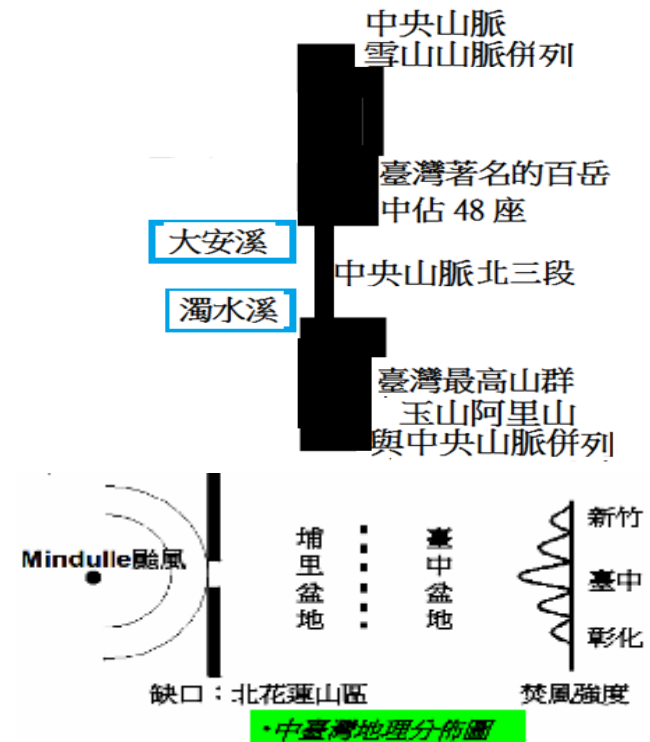 中央山脈
雪山山脈併列
臺灣著名的百岳
中佔 48 座
大安溪
中央山脈北三段
濁水溪
臺灣最高山群
玉山阿里山
與中央山脈併列
Mindulle颱風
埔里盆地
臺中盆地
新竹
臺中
彰化
缺口：北花蓮山區
焚風強度
•中臺灣地理分佈圖